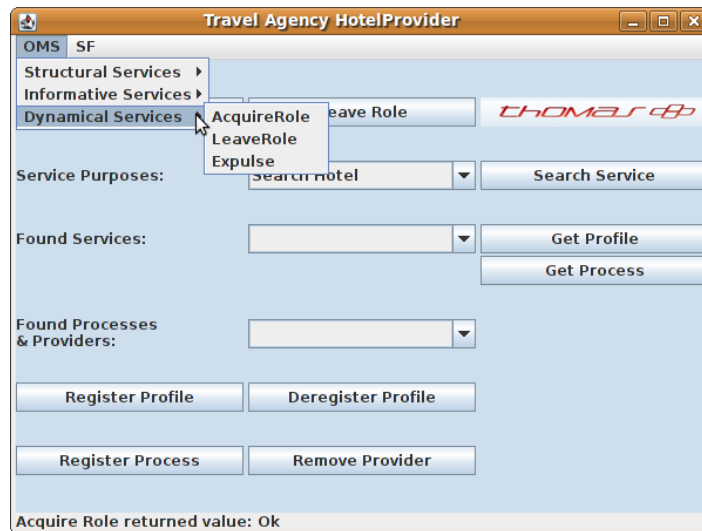 Travel Agency HotelProvider
OMS SF
Structural Services
Informative Services
Dynamical Services
AcquireRole
LeaveRole
Expulse
eave Role
thomas
Service Purposes:
Search Hotel
Search Service
Found Services:
Get Profile
Get Process
Found Processes
& Providers:
Register Profile
Deregister Profile
Register Process
Remove Provider
Acquire Role returned value: Ok